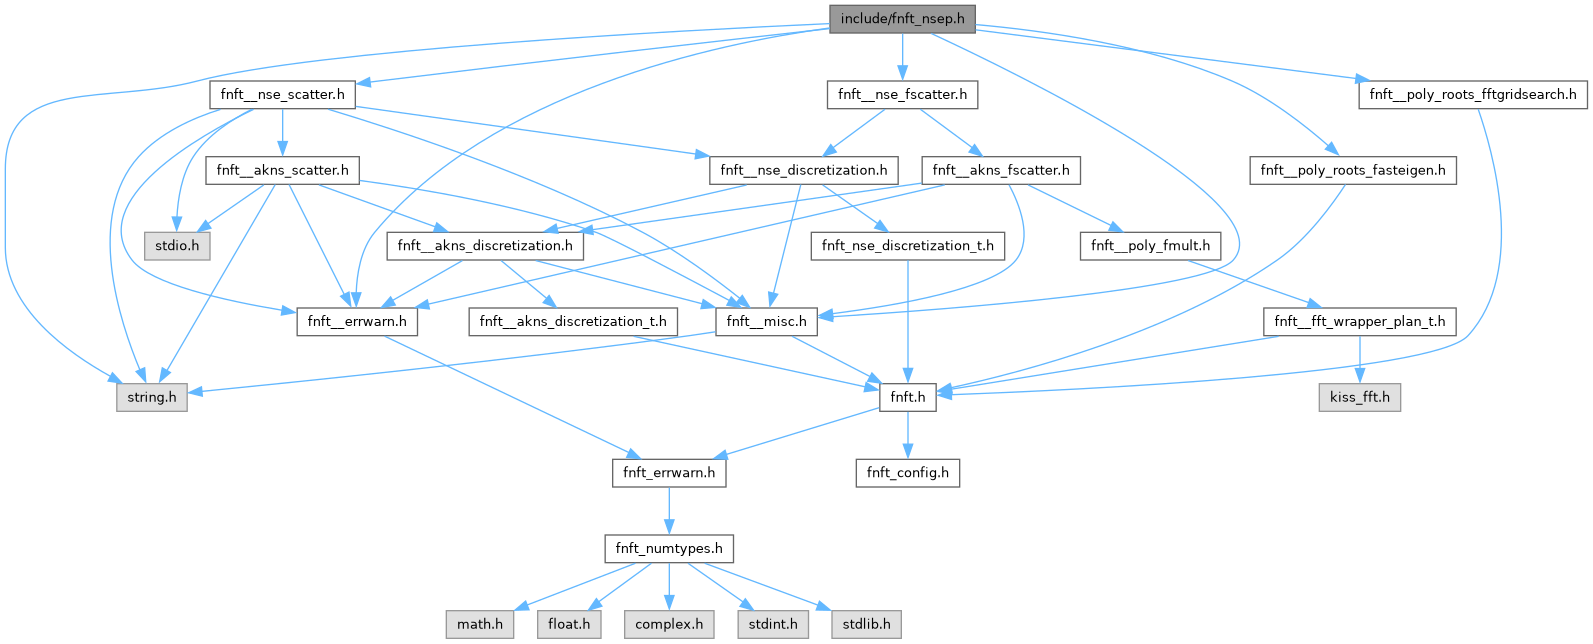 include/fnft_nsep.h
fnft__nse_scatter.h
fnft__nse_fscatter.h
fnft__poly_roots_fftgridsearch.h
fnft__akns_scatter.h
fnft__nse_discretization.h
fnft__akns_fscatter.h
fnft__poly_roots_fasteigen.h
stdio.h
fnft__akns_discretization.h
fnft_nse_discretization_t.h
fnft__poly_fmult.h
fnft__errwarn.h
fnft__akns_discretization_t.h
fnft__misc.h
fnft__fft_wrapper_plan_t.h
string.h
fnft.h
kiss_fft.h
fnft_errwarn.h
fnft_config.h
fnft_numtypes.h
math.h
float.h
complex.h
stdint.h
stdlib.h